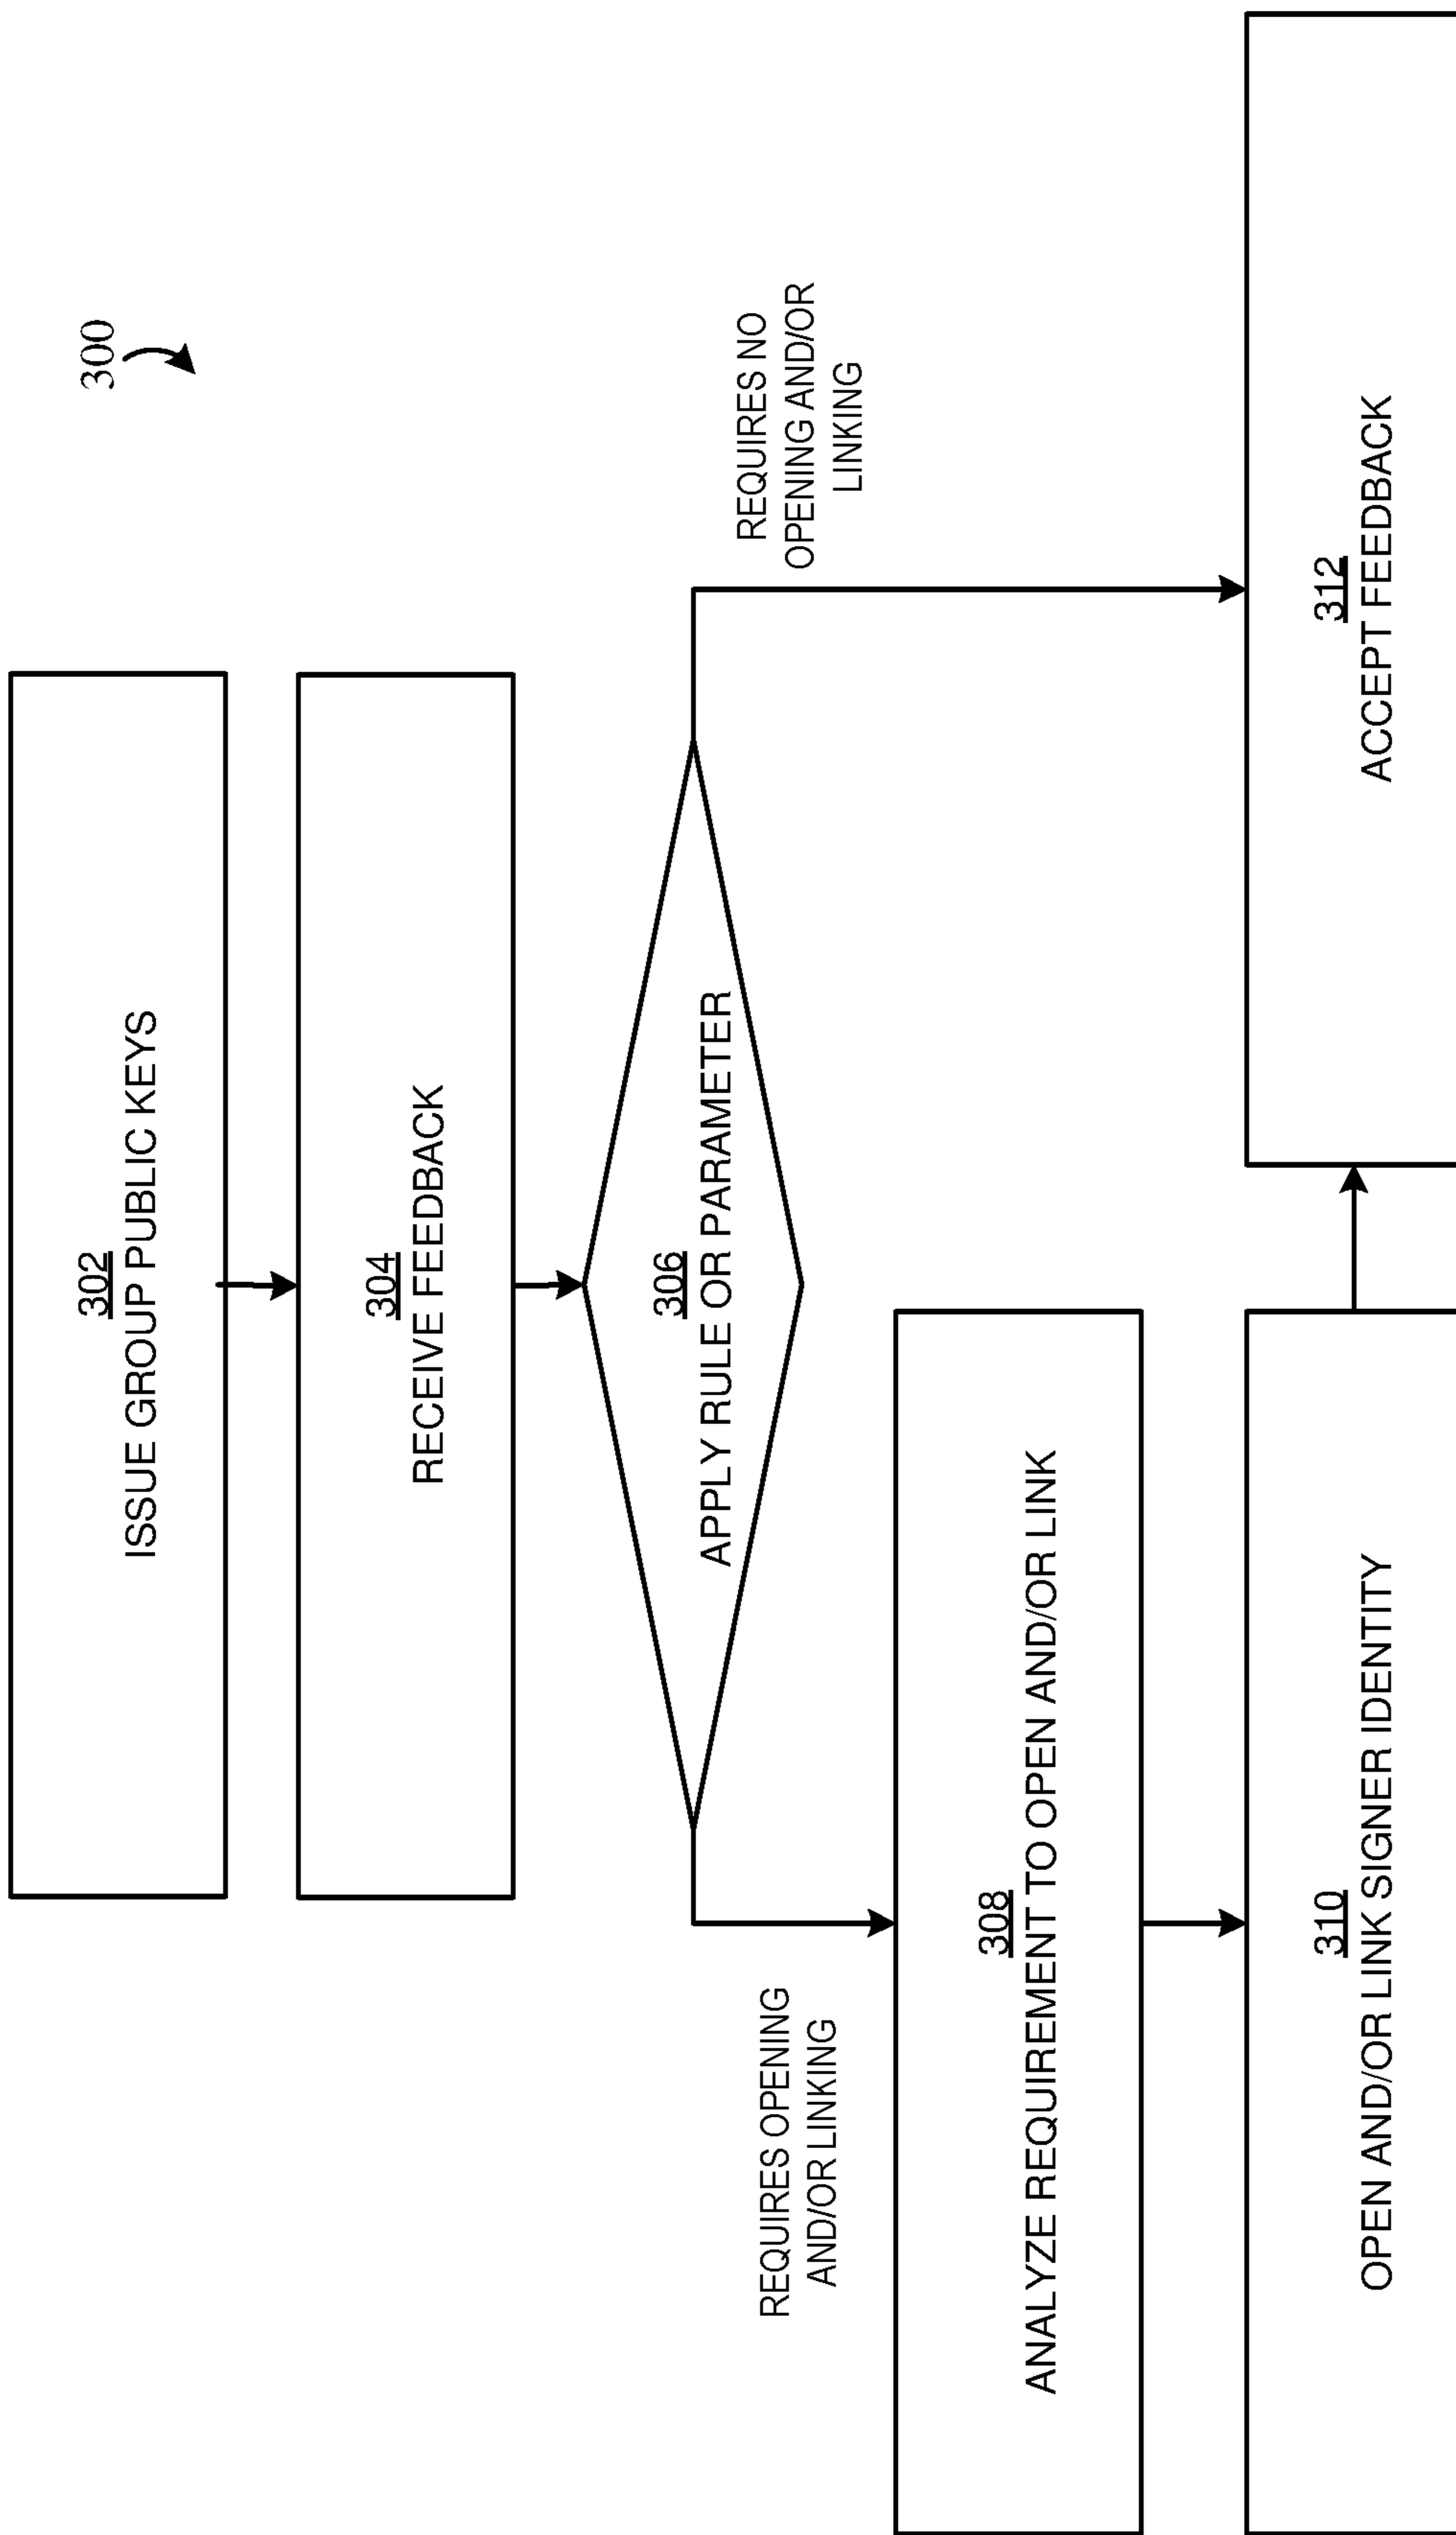 300
302
ISSUE GROUP PUBLIC KEYS
304
RECEIVE FEEDBACK
306
APPLY RULE OR PARAMETER
REQUIRES OPENING
AND/OR LINKING
REQUIRES NO
OPENING AND/OR
LINKING
308
ANALYZE REQUIREMENT TO OPEN AND/OR LINK
310
OPEN AND/OR LINK SIGNER IDENTITY
312
ACCEPT FEEDBACK